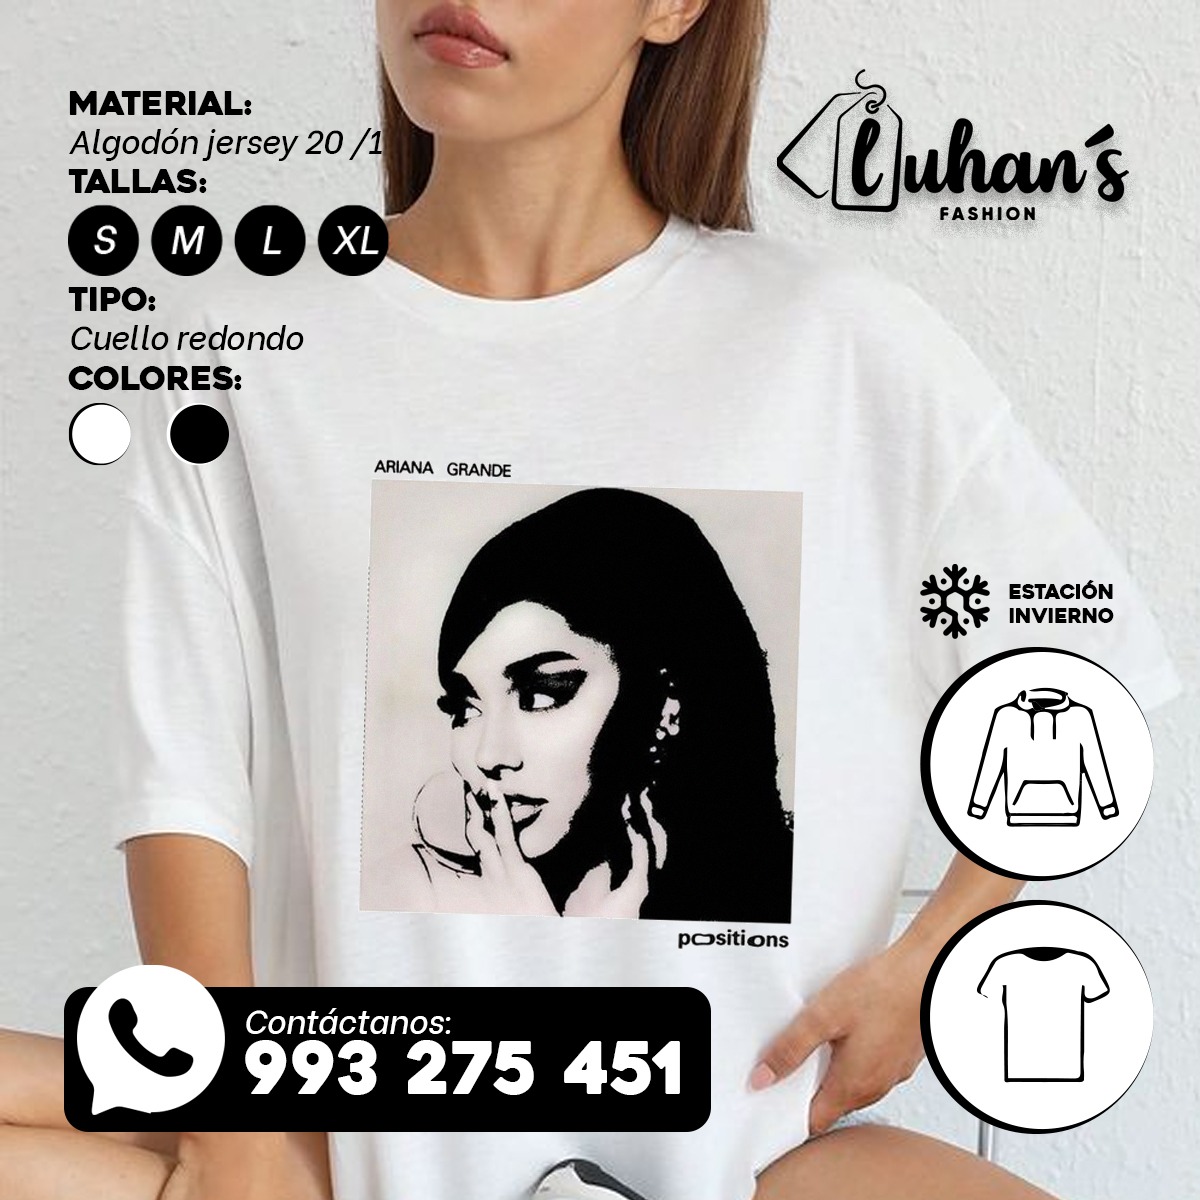 MATERIAL:
Algodón jersey 20 /1
TALLAS:
S M L XL
TIPO:
Cuello redondo
COLORES:
Luhan´s
FASHION
ARIANA GRANDE
positions
ESTACIÓN
INVIERNO
Contáctanos:
993 275 451